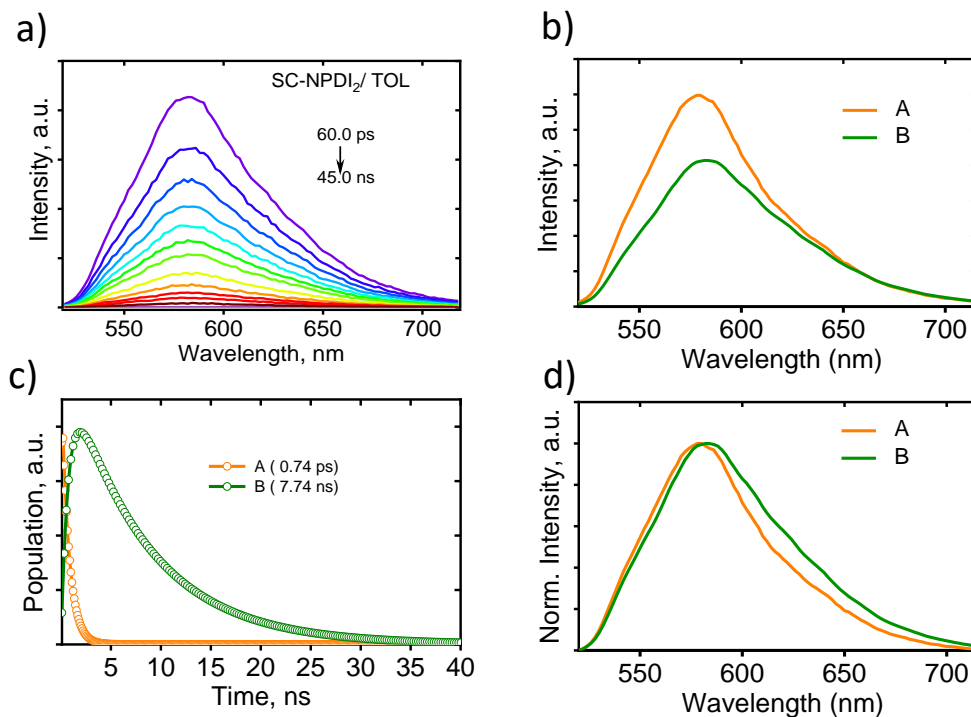 a)
SC-NPDI₂/ TOL
60.0 ps
45.0 ns
Intensity, a.u.
550 600 650 700
Wavelength, nm
b)
A
B
Intensity, a.u.
550 600 650 700
Wavelength (nm)
c)
A ( 0.74 ps)
B ( 7.74 ns)
Population, a.u.
5 10 15 20 25 30 35 40
Time, ns
d)
A
B
Norm. Intensity, a.u.
550 600 650 700
Wavelength (nm)